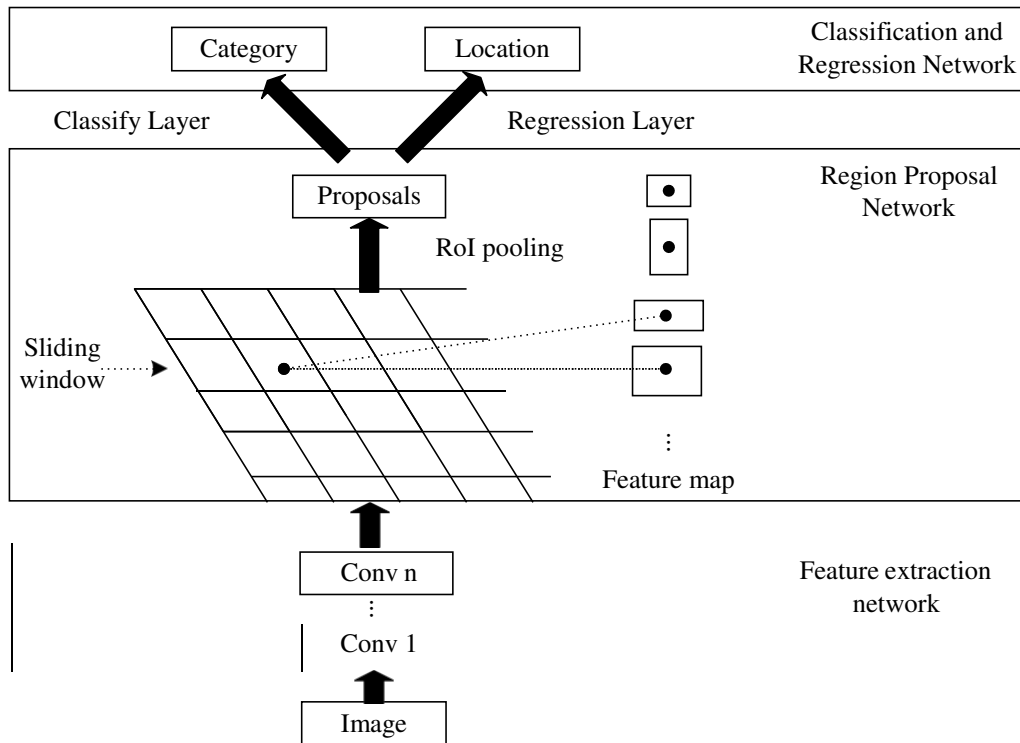 Category
Location
Classification and
Regression Network
Classify Layer
Regression Layer
Proposals
Region Proposal
Network
RoI pooling
Sliding
window
Feature map
Conv n
Feature extraction
network
Conv 1
Image